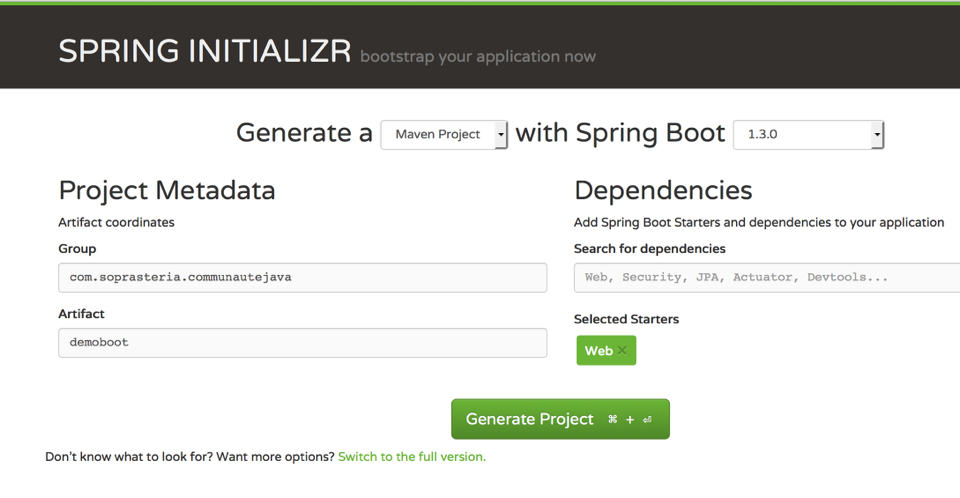 SPRING INITIALIZR bootstrap your application now
Generate a Maven Project with Spring Boot 1.3.0
Project Metadata
Artifact coordinates
Group
com.soprasteria.communautejava
Artifact
demoboot
Dependencies
Add Spring Boot Starters and dependencies to your application
Search for dependencies
Web, Security, JPA, Actuator, Devtools...
Selected Starters
Web ×
Generate Project ⌘ + ⏎
Don't know what to look for? Want more options? Switch to the full version.